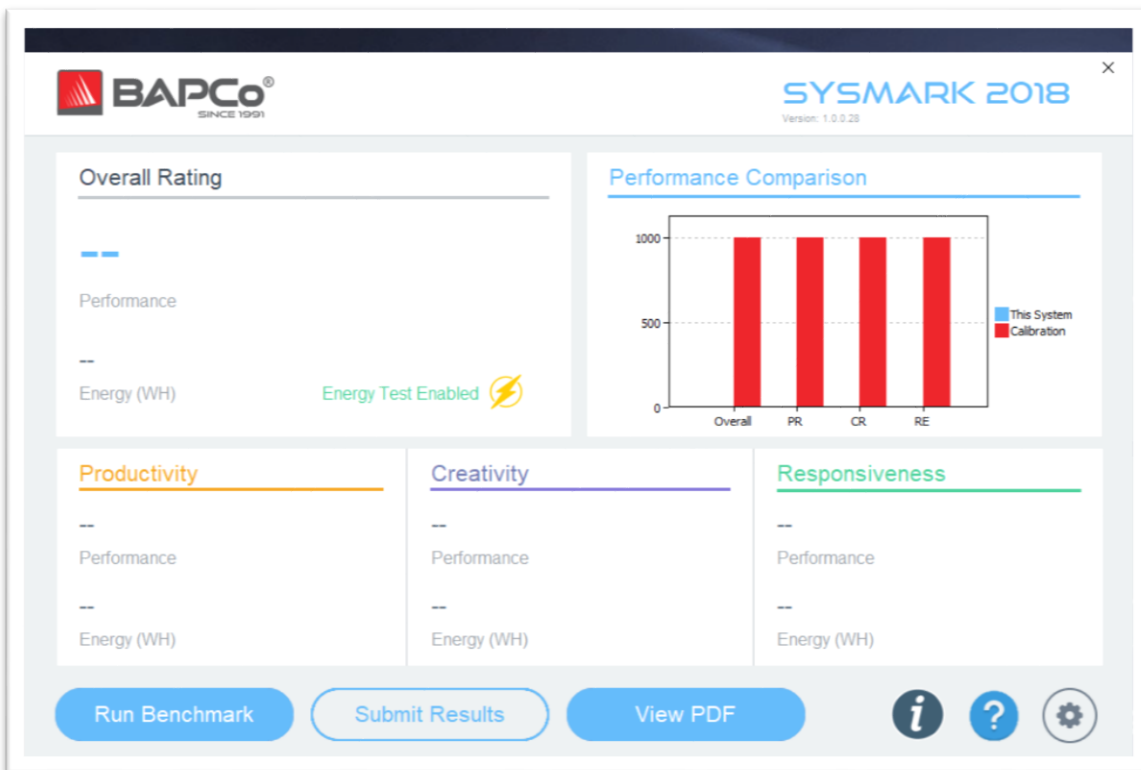 BAPCo®
SINCE 1991
SYSMARK 2018
Version: 1.0.0.28
×
Overall Rating
--
Performance
--
Energy (WH)
Energy Test Enabled
Performance Comparison
1000
500
0
Overall PR CR RE
This System
Calibration
Productivity
--
Performance
--
Energy (WH)
Creativity
--
Performance
--
Energy (WH)
Responsiveness
--
Performance
--
Energy (WH)
Run Benchmark
Submit Results
View PDF
i
?